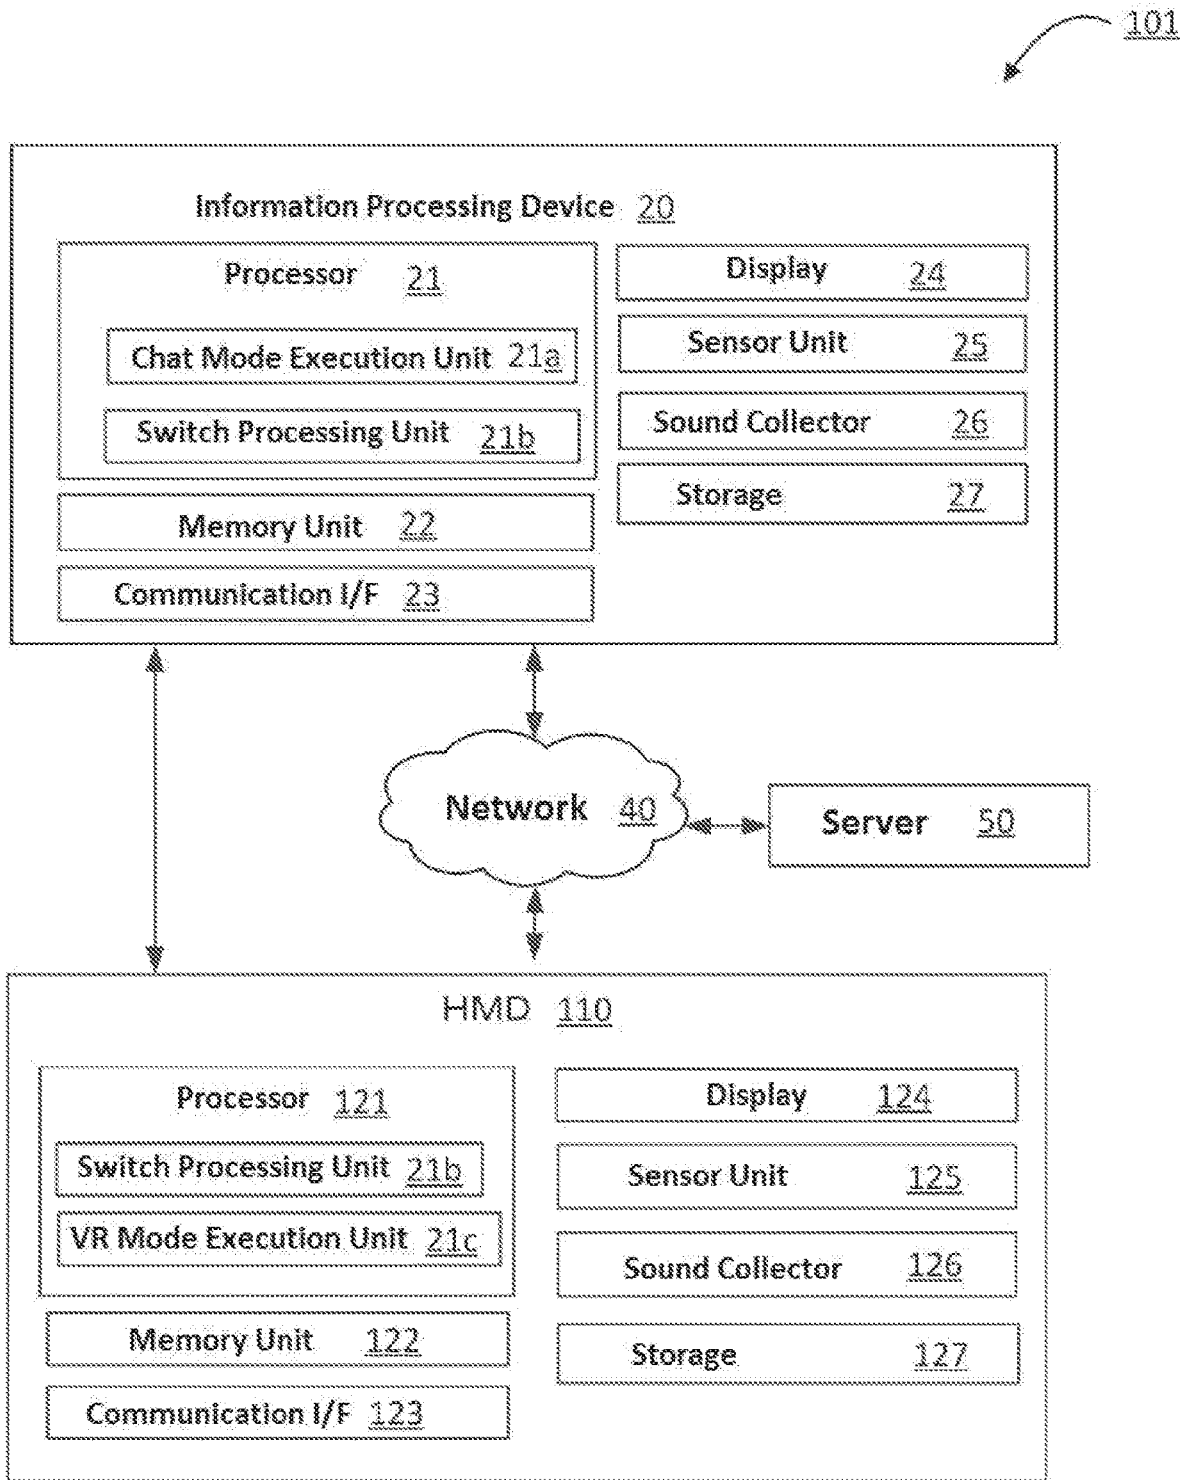 101
Information Processing Device 20
Processor 21
Chat Mode Execution Unit 21a
Switch Processing Unit 21b
Memory Unit 22
Communication I/F 23
Display 24
Sensor Unit 25
Sound Collector 26
Storage 27
Network 40
Server 50
HMD 110
Processor 121
Switch Processing Unit 21b
VR Mode Execution Unit 21c
Memory Unit 122
Communication I/F 123
Display 124
Sensor Unit 125
Sound Collector 126
Storage 127